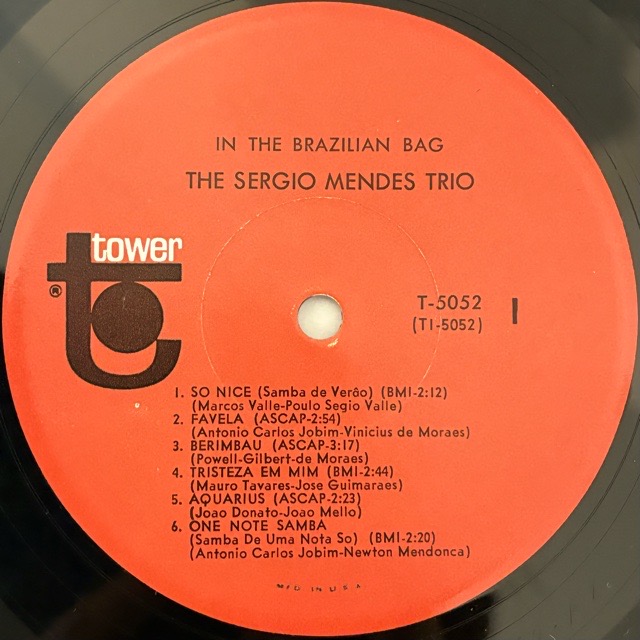 IN THE BRAZILIAN BAG
THE SERGIO MENDES TRIO
tower
®
T-5052 1
(T1-5052)
1. SO NICE (Samba de Verâo) (BMI-2:12)
(Marcos Valle-Poulo Segio Valle)
2. FAVELA (ASCAP-2:54)
(Antonio Carlos Jobim-Vinicius de Moraes)
3. BERIMBAU (ASCAP-3:17)
(Powell-Gilbert-de Moraes)
4. TRISTEZA EM MIM (BMI-2:44)
(Mauro Tavares-Jose Guimaraes)
5. AQUARIUS (ASCAP-2:23)
(Joao Donato-Joao Mello)
6. ONE NOTE SAMBA
(Samba De Uma Nota So) (BMI-2:20)
(Antonio Carlos Jobim-Newton Mendonca)
MFD IN U.S.A.